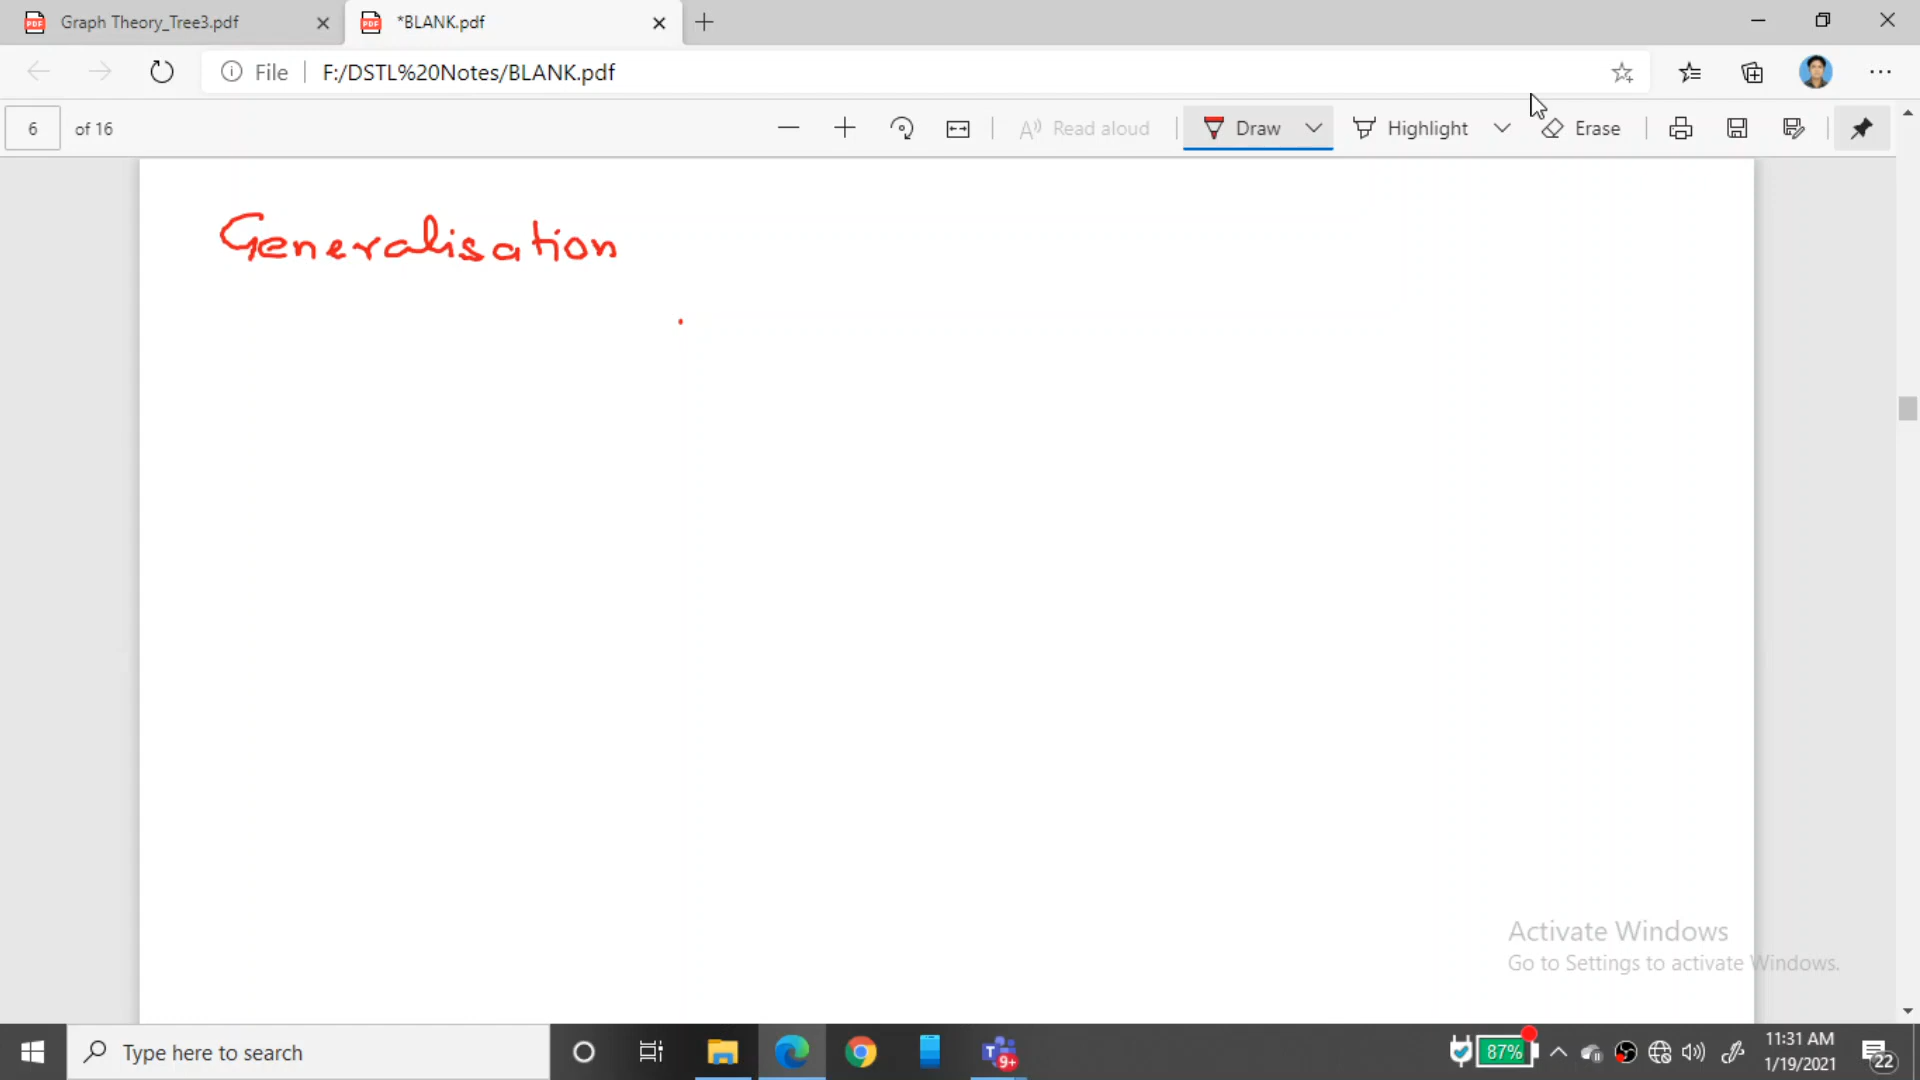 Graph Theory_Tree3.pdf
*BLANK.pdf
File
F:/DSTL%20Notes/BLANK.pdf
6 of 16
Read aloud
Draw
Highlight
Erase
Generalisation
Activate Windows
Go to Settings to activate Windows.
Type here to search
9+
87%
11:31 AM
1/19/2021
22